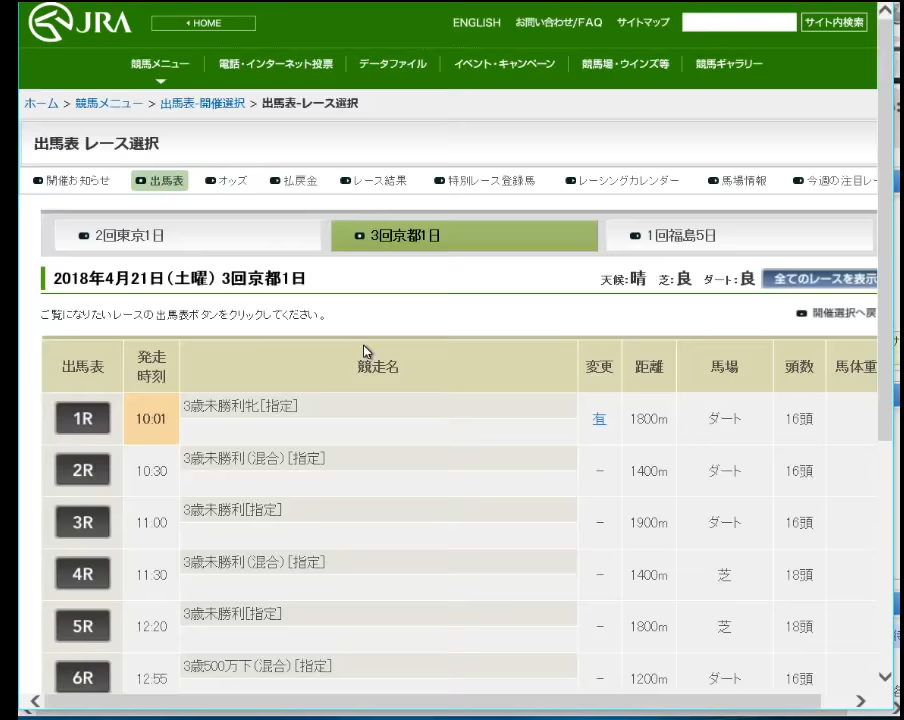 JRA
HOME
ENGLISH お問い合わせ/FAQ サイトマップ サイト内検索
競馬メニュー 電話・インターネット投票 データファイル イベント・キャンペーン 競馬場・ウインズ等 競馬ギャラリー
ホーム > 競馬メニュー > 出馬表-開催選択 > 出馬表-レース選択
出馬表 レース選択
開催お知らせ 出馬表 オッズ 払戻金 レース結果 特別レース登録馬 レーシングカレンダー 馬場情報 今週の注目レー
2回東京1日 3回京都1日 1回福島5日
2018年4月21日(土曜) 3回京都1日 天候:晴 芝:良 ダート:良 全てのレースを表示
ご覧になりたいレースの出馬表ボタンをクリックしてください。 開催選択へ戻
出馬表 発走時刻 競走名 変更 距離 馬場 頭数 馬体重
1R 10:01 3歳未勝利牝[指定] 有 1800m ダート 16頭
2R 10:30 3歳未勝利(混合)[指定] - 1400m ダート 16頭
3R 11:00 3歳未勝利[指定] - 1900m ダート 16頭
4R 11:30 3歳未勝利(混合)[指定] - 1400m 芝 18頭
5R 12:20 3歳未勝利[指定] - 1800m 芝 18頭
6R 12:55 3歳500万下(混合)[指定] - 1200m ダート 16頭